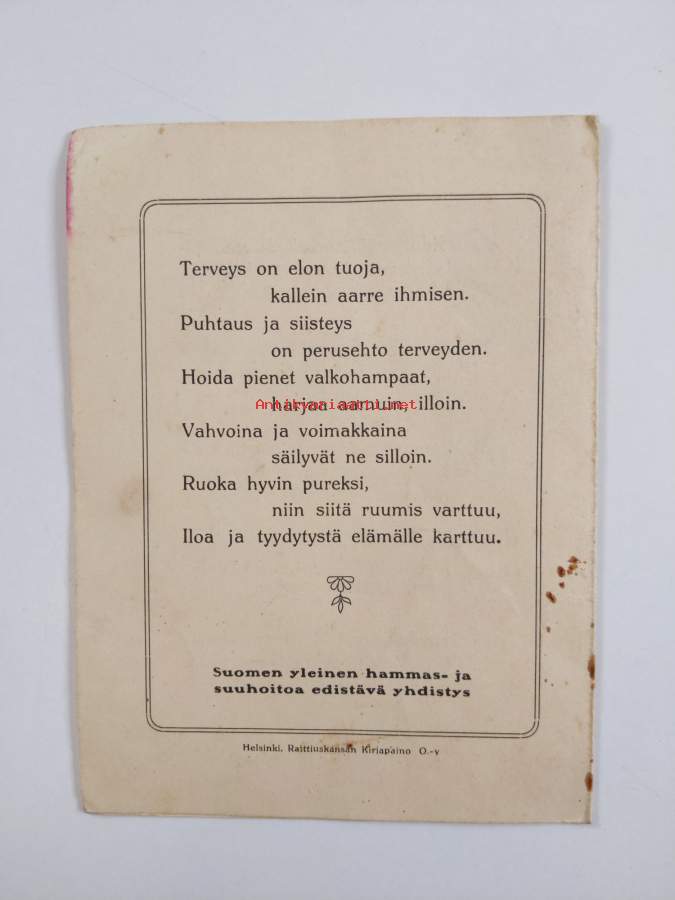 Terveys on elon tuoja,
kallein aarre ihmisen.
Puhtaus ja siisteys
on perusehto terveyden.
Hoida pienet valkohampaat,
harjaa aamuin illoin.
Antikvariaatti.net
Vahvoina ja voimakkaina
säilyvät ne silloin.
Ruoka hyvin pureksi,
niin siitä ruumis varttuu,
Iloa ja tyydytystä elämälle karttuu.
Suomen yleinen hammas- ja
suuhoitoa edistävä yhdistys
Helsinki, Raittiuskansan Kirjapaino O.-y